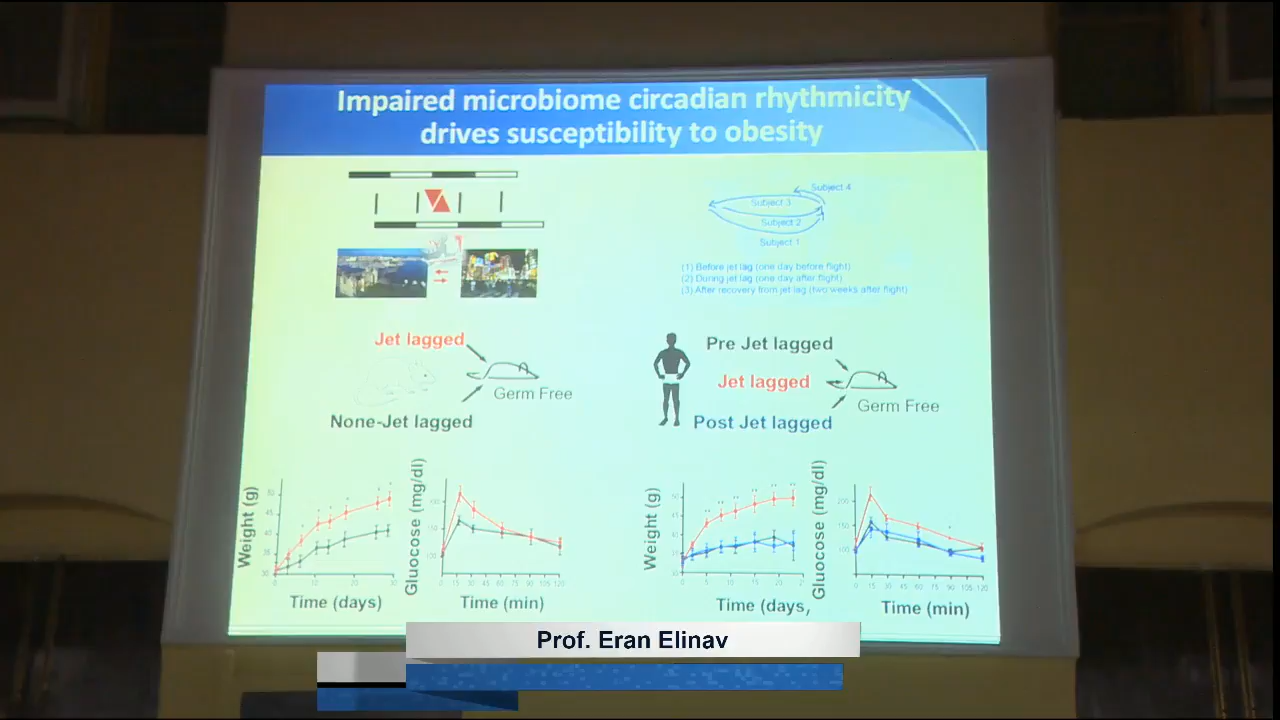 Impaired microbiome circadian rhythmicity
drives susceptibility to obesity
Subject 4
Subject 3
Subject 2
Subject 1
(1) Before jet lag (one day before flight)
(2) During jet lag (one day after flight)
(3) After recovery from jet lag (two weeks after flight)
Jet lagged
Germ Free
None-Jet lagged
Pre Jet lagged
Jet lagged
Germ Free
Post Jet lagged
Weight (g)
Time (days)
Gluocose (mg/dl)
Time (min)
Weight (g)
Time (days,
Gluocose (mg/dl)
Time (min)
Prof. Eran Elinav